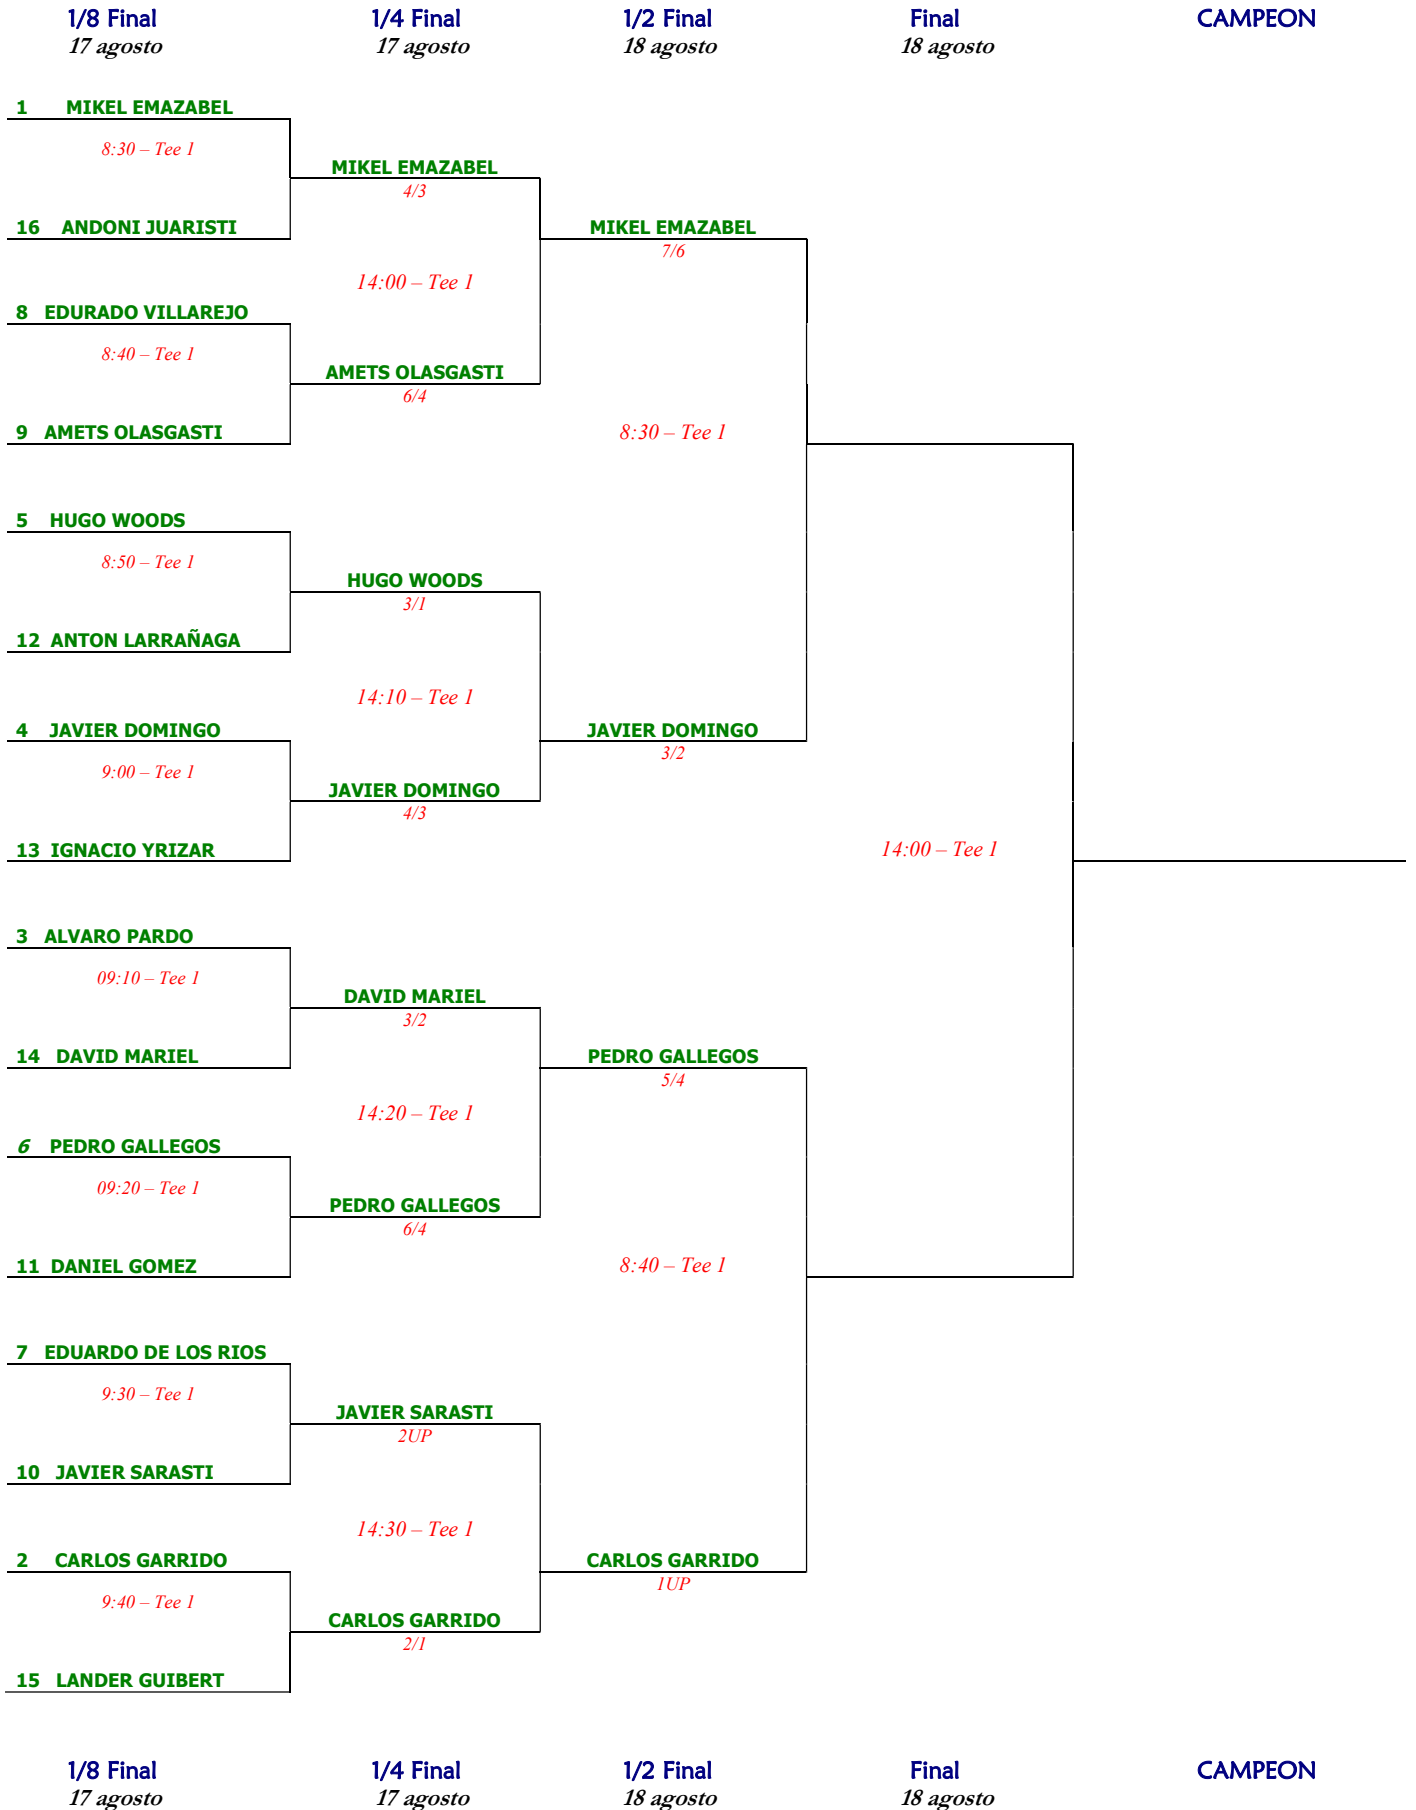 1/8 Final 1/4 Final 1/2 Final Final CAMPEON
17 agosto 17 agosto 18 agosto 18 agosto
1 MIKEL EMAZABEL
8:30 – Tee 1
MIKEL EMAZABEL
4/3
16 ANDONI JUARISTI MIKEL EMAZABEL
7/6
14:00 – Tee 1
8 EDURADO VILLAREJO
8:40 – Tee 1
AMETS OLASGASTI
6/4
9 AMETS OLASGASTI 8:30 – Tee 1
5 HUGO WOODS
8:50 – Tee 1
HUGO WOODS
3/1
12 ANTON LARRAÑAGA
14:10 – Tee 1
4 JAVIER DOMINGO JAVIER DOMINGO
3/2
9:00 – Tee 1
JAVIER DOMINGO
4/3
13 IGNACIO YRIZAR 14:00 – Tee 1
3 ALVARO PARDO
09:10 – Tee 1
DAVID MARIEL
3/2
14 DAVID MARIEL PEDRO GALLEGOS
5/4
14:20 – Tee 1
6 PEDRO GALLEGOS
09:20 – Tee 1
PEDRO GALLEGOS
6/4
11 DANIEL GOMEZ 8:40 – Tee 1
7 EDUARDO DE LOS RIOS
9:30 – Tee 1
JAVIER SARASTI
2UP
10 JAVIER SARASTI
14:30 – Tee 1
2 CARLOS GARRIDO CARLOS GARRIDO
1UP
9:40 – Tee 1
CARLOS GARRIDO
2/1
15 LANDER GUIBERT
1/8 Final 1/4 Final 1/2 Final Final CAMPEON
17 agosto 17 agosto 18 agosto 18 agosto